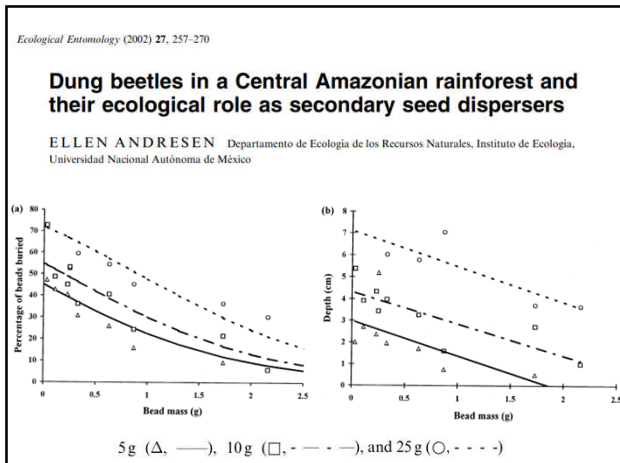 Ecological Entomology (2002) 27, 257–270
Dung beetles in a Central Amazonian rainforest and
their ecological role as secondary seed dispersers
ELLEN ANDRESEN Departamento de Ecología de los Recursos Naturales, Instituto de Ecología,
Universidad Nacional Autónoma de México
(a)
80
70
60
50
40
30
20
10
0
Percentage of beads buried
0 0.5 1 1.5 2 2.5
Bead mass (g)
(b)
8
7
6
5
4
3
2
1
0
Depth (cm)
0 0.5 1 1.5 2 2.5
Bead mass (g)
5 g (△, ——), 10 g (□, - — - —), and 25 g (○, - - - -)